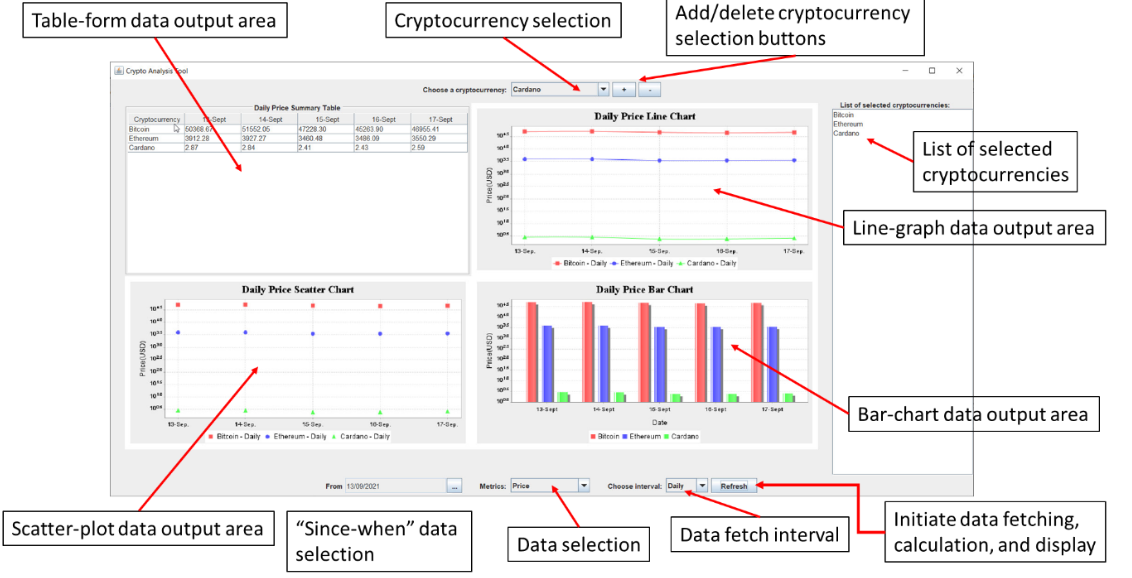 Table-form data output area
Cryptocurrency selection
Add/delete cryptocurrency
selection buttons
Crypto Analysis Tool
Choose a cryptocurrency: Cardano + -
Daily Price Summary Table
Cryptocurrency 13-Sept 14-Sept 15-Sept 16-Sept 17-Sept
Bitcoin 50368.67 51552.05 47228.30 45263.90 46955.41
Ethereum 3912.28 3927.27 3460.48 3486.09 3550.29
Cardano 2.87 2.84 2.41 2.43 2.59
Daily Price Line Chart
Price(USD)
13-Sep. 14-Sep. 15-Sep. 16-Sep. 17-Sep.
Bitcoin - Daily Ethereum - Daily Cardano - Daily
List of selected cryptocurrencies:
Bitcoin
Ethereum
Cardano
List of selected
cryptocurrencies
Line-graph data output area
Daily Price Scatter Chart
Price(USD)
13-Sep. 14-Sep. 15-Sep. 16-Sep. 17-Sep.
Bitcoin - Daily Ethereum - Daily Cardano - Daily
Daily Price Bar Chart
Price(USD)
13-Sept 14-Sept 15-Sept 16-Sept 17-Sept
Date
Bitcoin Ethereum Cardano
Bar-chart data output area
From 13/09/2021 ... Metrics: Price Choose Interval: Daily Refresh
Scatter-plot data output area
“Since-when” data
selection
Data selection
Data fetch interval
Initiate data fetching,
calculation, and display